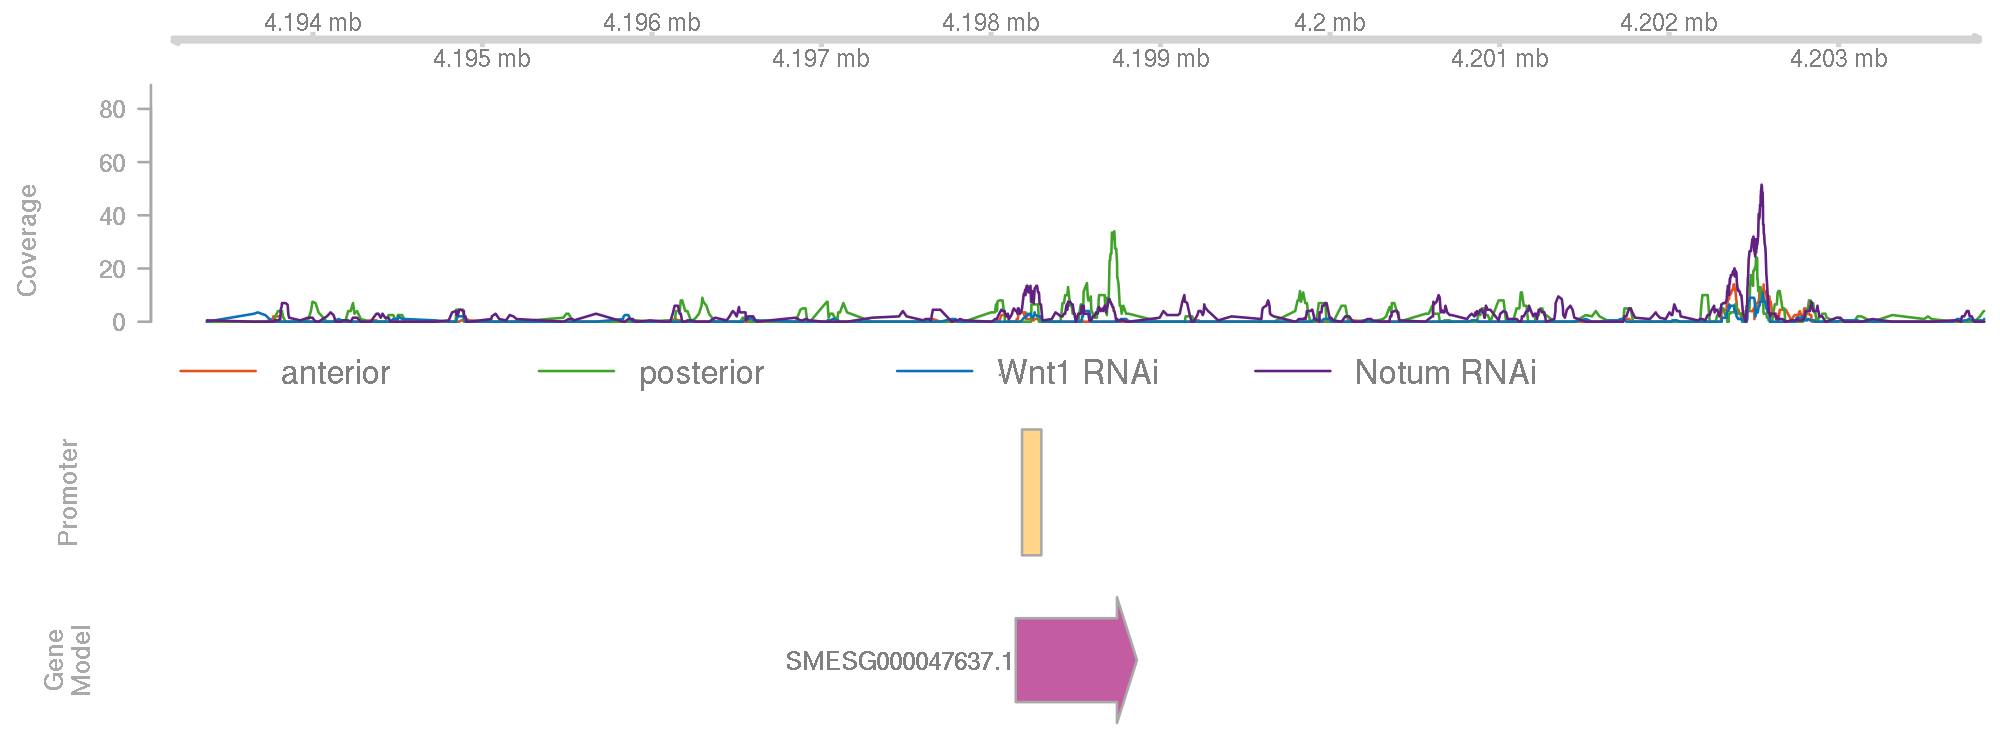 4.194 mb 4.196 mb 4.198 mb 4.2 mb 4.202 mb
4.195 mb 4.197 mb 4.199 mb 4.201 mb 4.203 mb
80
60
40
20
0
Coverage
anterior posterior Wnt1 RNAi Notum RNAi
Promoter
SMESG000047637.1
Gene
Model